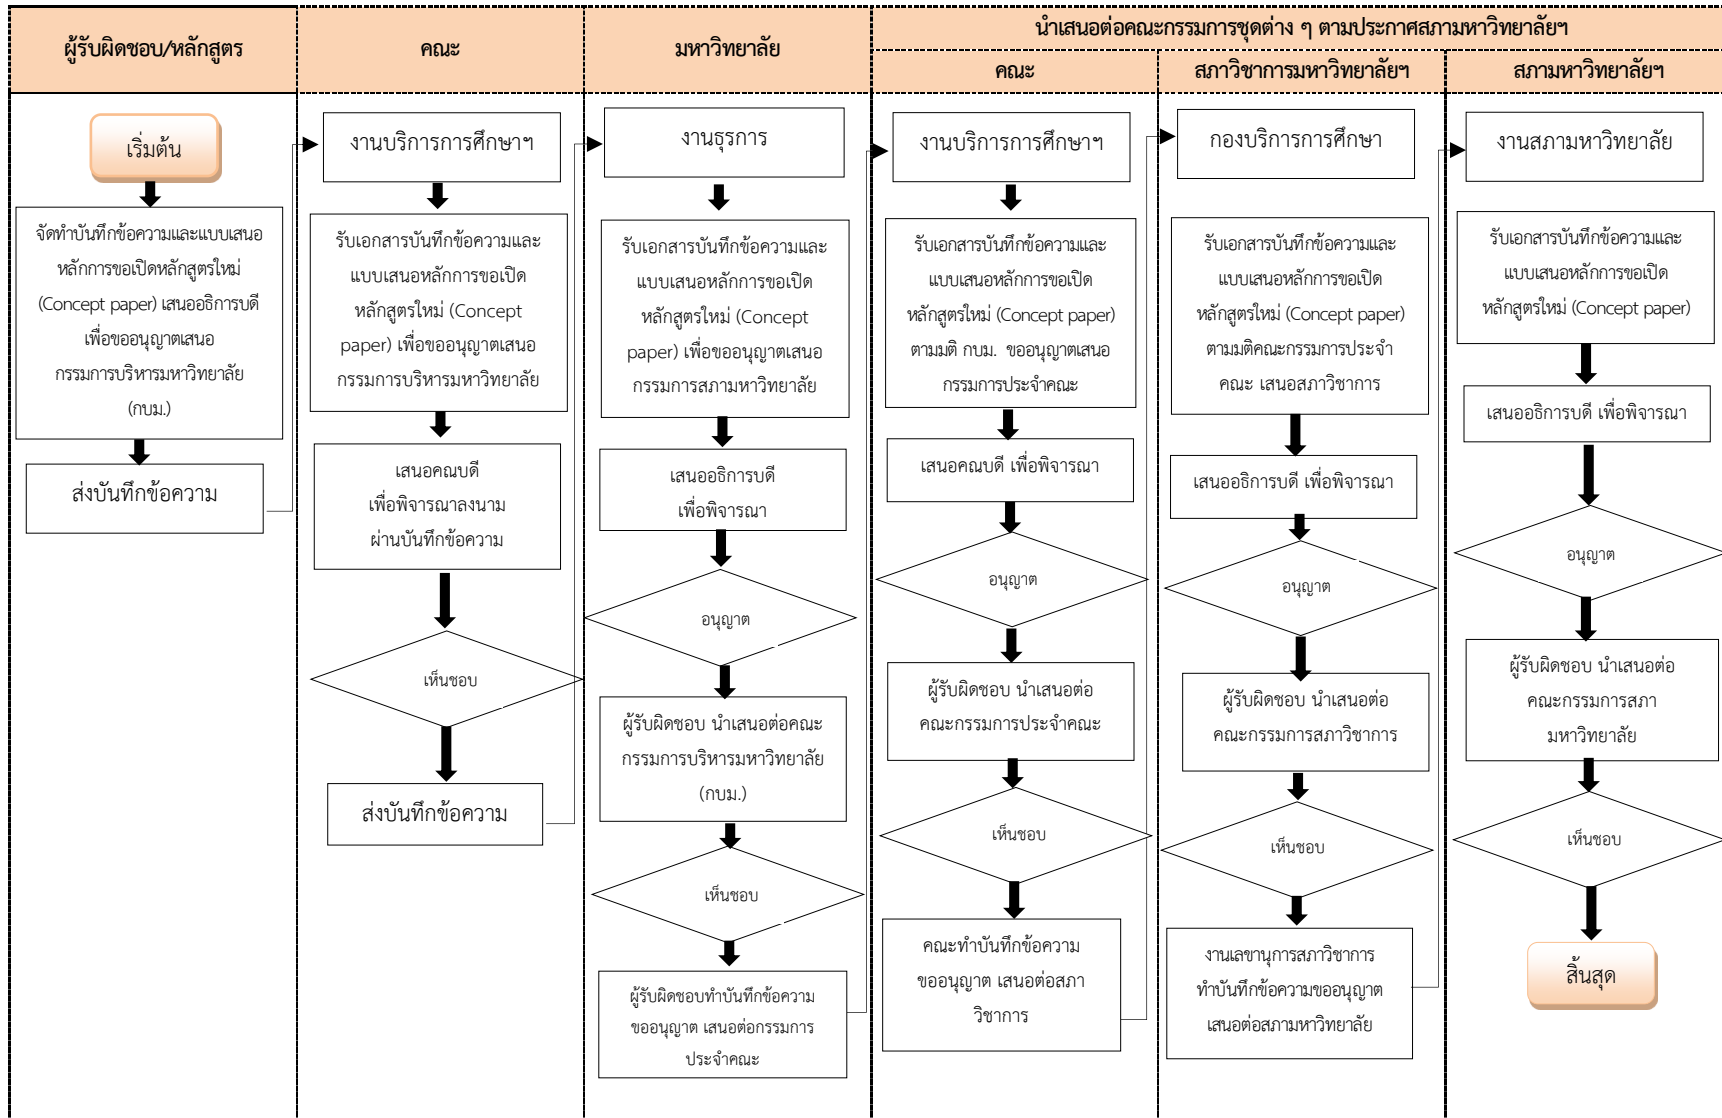 ผู้รับผิดชอบ/หลักสูตร
คณะ
มหาวิทยาลัย
นำเสนอต่อคณะกรรมการชุดต่าง ๆ ตามประกาศสภามหาวิทยาลัยฯ
คณะ
สภาวิชาการมหาวิทยาลัยฯ
สภามหาวิทยาลัยฯ
เริ่มต้น
จัดทำบันทึกข้อความและแบบเสนอ
หลักการขอเปิดหลักสูตรใหม่
(Concept paper) เสนออธิการบดี
เพื่อขออนุญาตเสนอ
กรรมการบริหารมหาวิทยาลัย
(กบม.)
ส่งบันทึกข้อความ
งานบริการการศึกษาฯ
รับเอกสารบันทึกข้อความและ
แบบเสนอหลักการขอเปิด
หลักสูตรใหม่ (Concept
paper) เพื่อขออนุญาตเสนอ
กรรมการบริหารมหาวิทยาลัย
เสนอคณบดี
เพื่อพิจารณาลงนาม
ผ่านบันทึกข้อความ
เห็นชอบ
ส่งบันทึกข้อความ
งานธุรการ
รับเอกสารบันทึกข้อความและ
แบบเสนอหลักการขอเปิด
หลักสูตรใหม่ (Concept
paper) เพื่อขออนุญาตเสนอ
กรรมการสภามหาวิทยาลัย
เสนออธิการบดี
เพื่อพิจารณา
อนุญาต
ผู้รับผิดชอบ นำเสนอต่อคณะ
กรรมการบริหารมหาวิทยาลัย
(กบม.)
เห็นชอบ
ผู้รับผิดชอบทำบันทึกข้อความ
ขออนุญาต เสนอต่อกรรมการ
ประจำคณะ
งานบริการการศึกษาฯ
รับเอกสารบันทึกข้อความและ
แบบเสนอหลักการขอเปิด
หลักสูตรใหม่ (Concept paper)
ตามมติ กบม. ขออนุญาตเสนอ
กรรมการประจำคณะ
เสนอคณบดี เพื่อพิจารณา
อนุญาต
ผู้รับผิดชอบ นำเสนอต่อ
คณะกรรมการประจำคณะ
เห็นชอบ
คณะทำบันทึกข้อความ
ขออนุญาต เสนอต่อสภา
วิชาการ
กองบริการการศึกษา
รับเอกสารบันทึกข้อความและ
แบบเสนอหลักการขอเปิด
หลักสูตรใหม่ (Concept paper)
ตามมติคณะกรรมการประจำ
คณะ เสนอสภาวิชาการ
เสนออธิการบดี เพื่อพิจารณา
อนุญาต
ผู้รับผิดชอบ นำเสนอต่อ
คณะกรรมการสภาวิชาการ
เห็นชอบ
งานเลขานุการสภาวิชาการ
ทำบันทึกข้อความขออนุญาต
เสนอต่อสภามหาวิทยาลัย
งานสภามหาวิทยาลัย
รับเอกสารบันทึกข้อความและ
แบบเสนอหลักการขอเปิด
หลักสูตรใหม่ (Concept paper)
เสนออธิการบดี เพื่อพิจารณา
อนุญาต
ผู้รับผิดชอบ นำเสนอต่อ
คณะกรรมการสภา
มหาวิทยาลัย
เห็นชอบ
สิ้นสุด